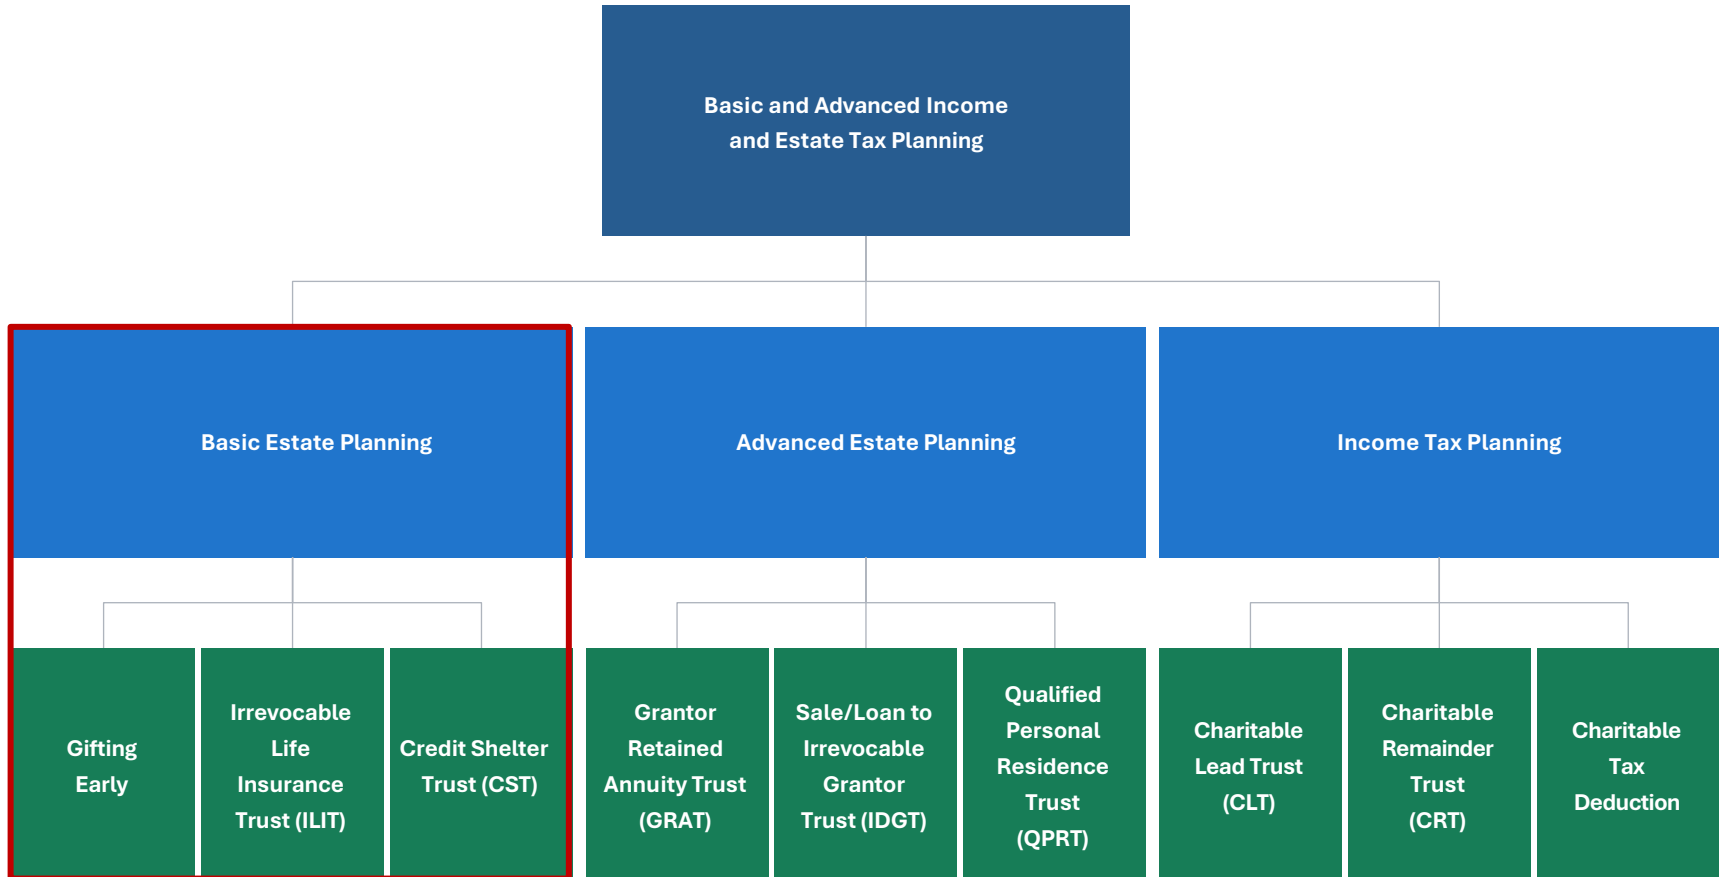 Basic and Advanced Income
and Estate Tax Planning
Basic Estate Planning
Advanced Estate Planning
Income Tax Planning
Gifting
Early
Irrevocable
Life
Insurance
Trust (ILIT)
Credit Shelter
Trust (CST)
Grantor
Retained
Annuity Trust
(GRAT)
Sale/Loan to
Irrevocable
Grantor
Trust (IDGT)
Qualified
Personal
Residence
Trust
(QPRT)
Charitable
Lead Trust
(CLT)
Charitable
Remainder
Trust
(CRT)
Charitable
Tax
Deduction